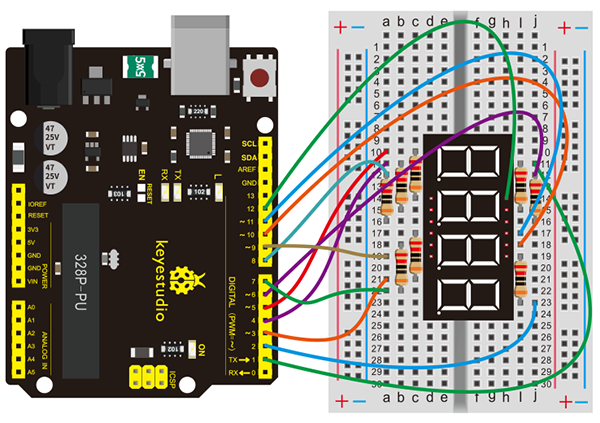 47
25V
VT
47
25V
VT
5x5
220
103
EN
RESET
RX
TX
102
L
SCL
SDA
AREF
GND
13
12
~ 11
~ 10
~ 9
8
7
~ 6
~ 5
4
~ 3
2
TX 1
RX 0
DIGITAL (PWM=~)
IOREF
RESET
3V3
5V
GND
GND
VIN
POWER
A0
A1
A2
A3
A4
A5
ANALOG IN
328P-PU
keyestudio
102
ON
ICSP
+ −
a b c d e
f g h i j
+ −
1
2
3
4
5
6
7
8
9
10
11
12
13
14
15
16
17
18
19
20
21
22
23
24
25
26
27
28
29
30
8
8
8
8
1
2
3
4
5
6
7
8
9
10
11
12
13
14
15
16
17
18
19
20
21
22
23
24
25
26
27
28
29
30
+ −
a b c d e
f g h i j
+ −